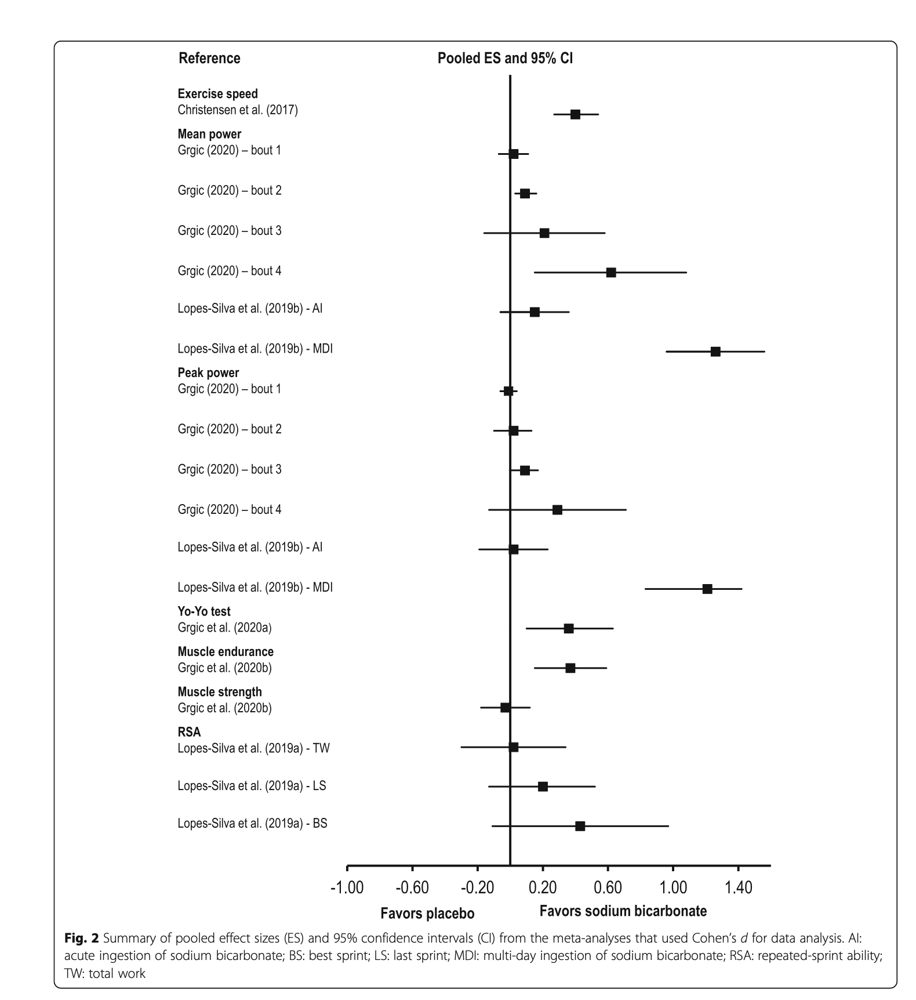 Reference Pooled ES and 95% CI
Exercise speed
Christensen et al. (2017)
Mean power
Grgic (2020) – bout 1
Grgic (2020) – bout 2
Grgic (2020) – bout 3
Grgic (2020) – bout 4
Lopes-Silva et al. (2019b) - AI
Lopes-Silva et al. (2019b) - MDI
Peak power
Grgic (2020) – bout 1
Grgic (2020) – bout 2
Grgic (2020) – bout 3
Grgic (2020) – bout 4
Lopes-Silva et al. (2019b) - AI
Lopes-Silva et al. (2019b) - MDI
Yo-Yo test
Grgic et al. (2020a)
Muscle endurance
Grgic et al. (2020b)
Muscle strength
Grgic et al. (2020b)
RSA
Lopes-Silva et al. (2019a) - TW
Lopes-Silva et al. (2019a) - LS
Lopes-Silva et al. (2019a) - BS
-1.00 -0.60 -0.20 0.20 0.60 1.00 1.40
Favors placebo Favors sodium bicarbonate
Fig. 2 Summary of pooled effect sizes (ES) and 95% confidence intervals (CI) from the meta-analyses that used Cohen's d for data analysis. AI:
acute ingestion of sodium bicarbonate; BS: best sprint; LS: last sprint; MDI: multi-day ingestion of sodium bicarbonate; RSA: repeated-sprint ability;
TW: total work